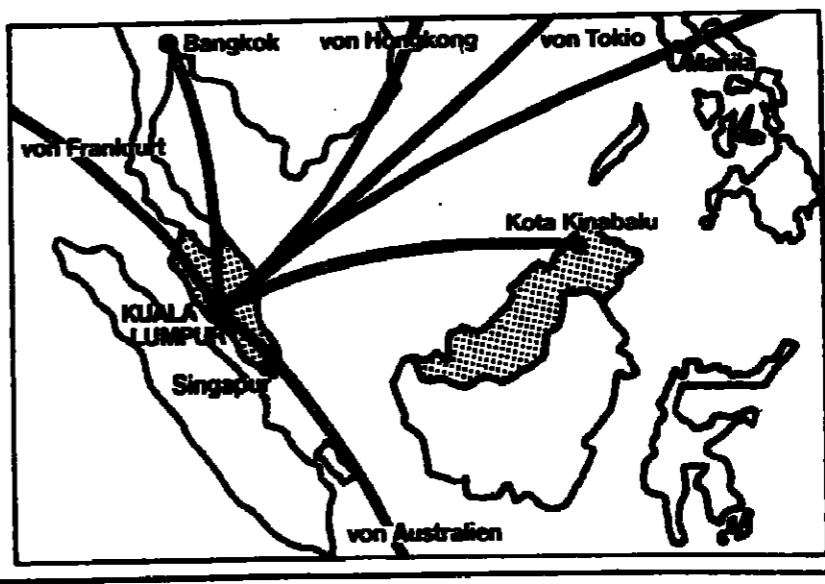 Bangkok
von Hongkong
von Tokio
Manila
von Frankfurt
Kota Kinabalu
KUALA
LUMPUR
Singapur
von Australien